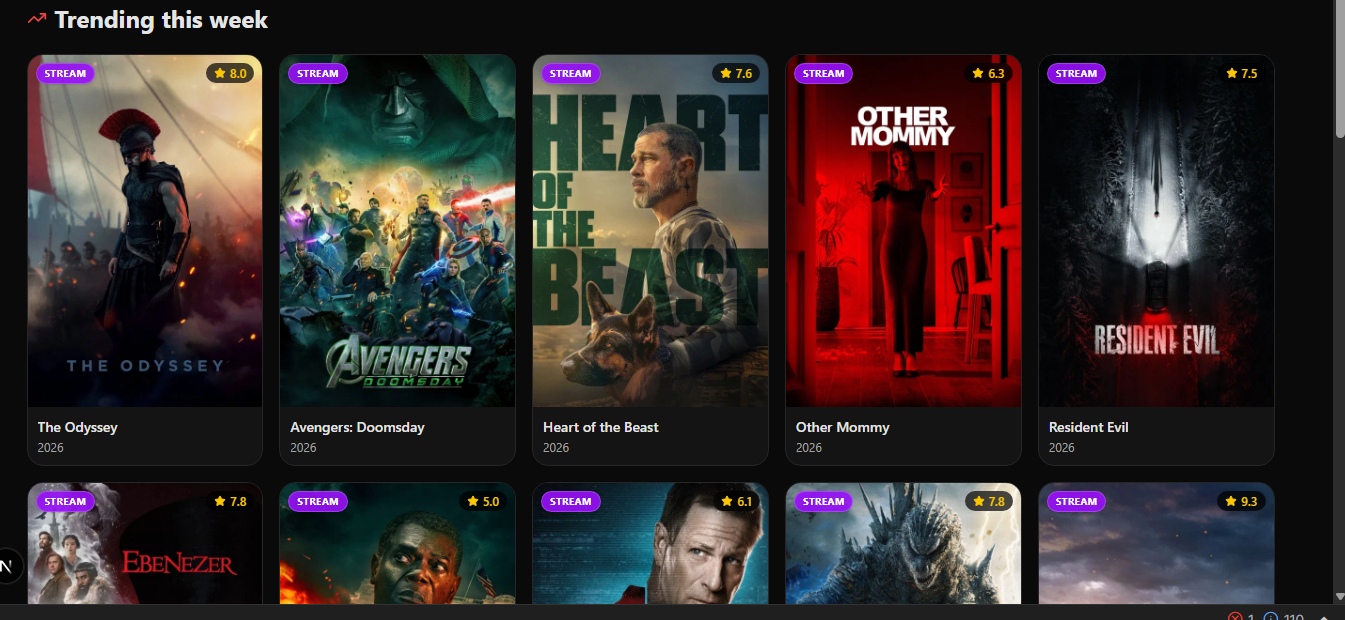 Trending this week
STREAM
8.0
THE ODYSSEY
The Odyssey
2026
STREAM
AVENGERS
DOOMSDAY
Avengers: Doomsday
2026
STREAM
7.6
HEART
OF
THE
BEAST
Heart of the Beast
2026
STREAM
6.3
OTHER
MOMMY
Other Mommy
2026
STREAM
7.5
RESIDENT EVIL
Resident Evil
2026
STREAM
7.8
EBENEZER
STREAM
5.0
STREAM
6.1
STREAM
7.8
STREAM
9.3
N
1
110